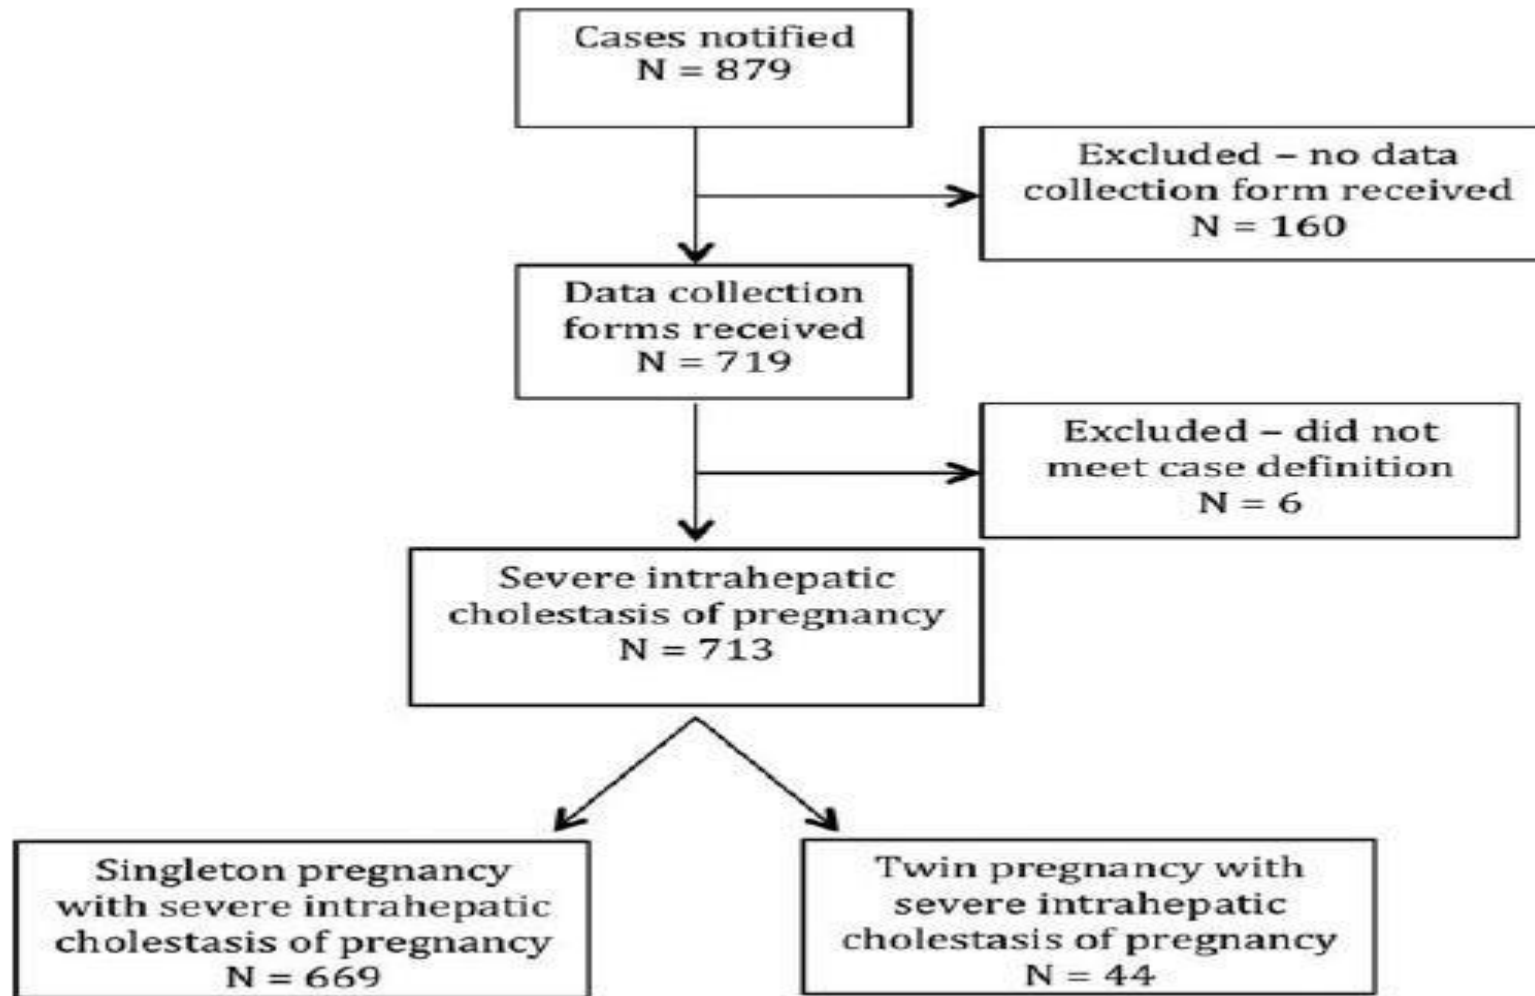 Cases notified
N = 879
Excluded – no data
collection form received
N = 160
Data collection
forms received
N = 719
Excluded – did not
meet case definition
N = 6
Severe intrahepatic
cholestasis of pregnancy
N = 713
Singleton pregnancy
with severe intrahepatic
cholestasis of pregnancy
N = 669
Twin pregnancy with
severe intrahepatic
cholestasis of pregnancy
N = 44